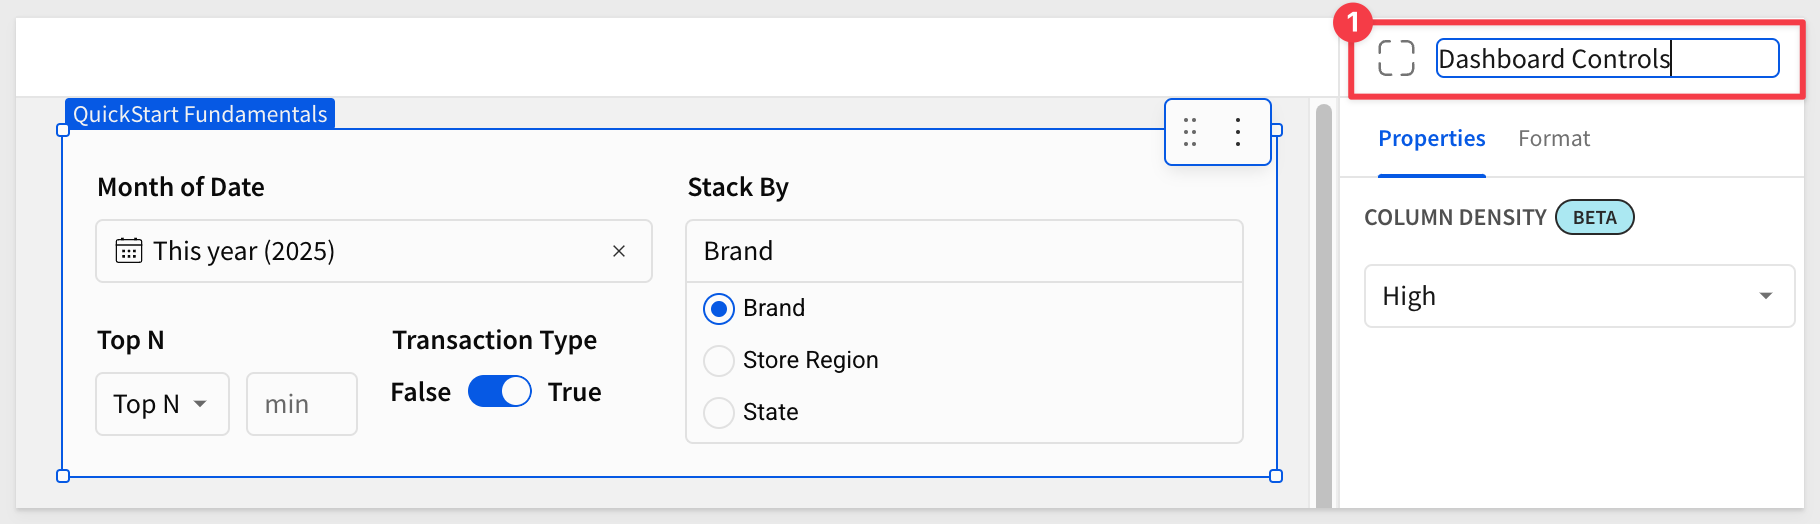 1
Dashboard Controls
QuickStart Fundamentals
Properties
Format
Month of Date
This year (2025)
Top N
Top N
min
Transaction Type
False
True
Stack By
Brand
Brand
Store Region
State
COLUMN DENSITY
BETA
High